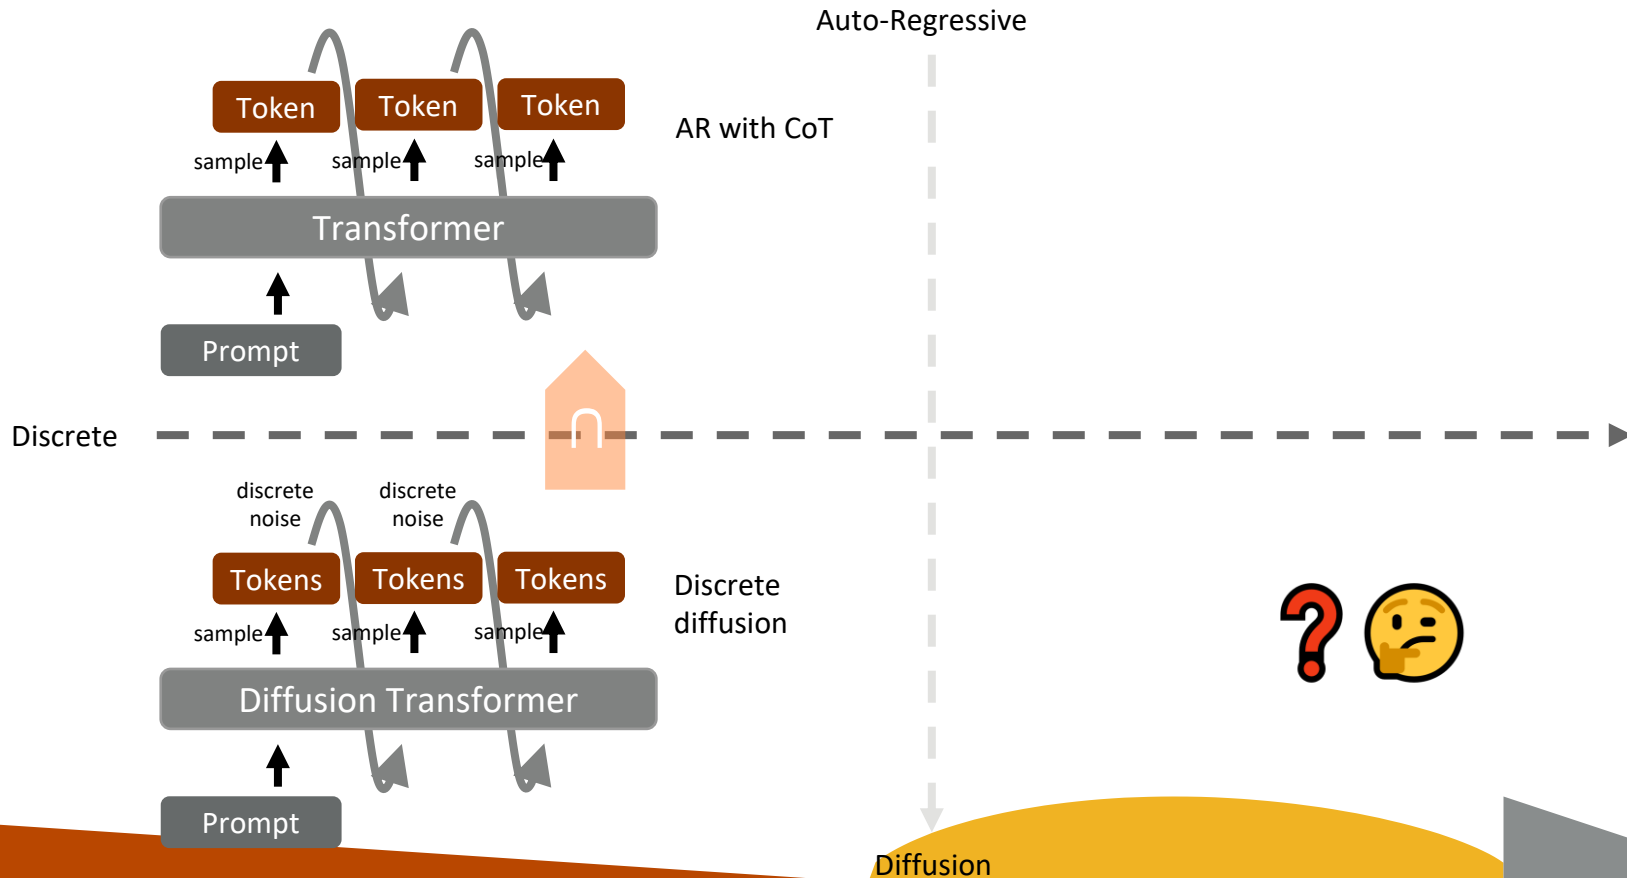 Auto-Regressive
Token Token Token
AR with CoT
sample sample sample
Transformer
Prompt
∩
Discrete
discrete
noise
discrete
noise
Tokens Tokens Tokens
Discrete
diffusion
sample sample sample
Diffusion Transformer
Prompt
Diffusion